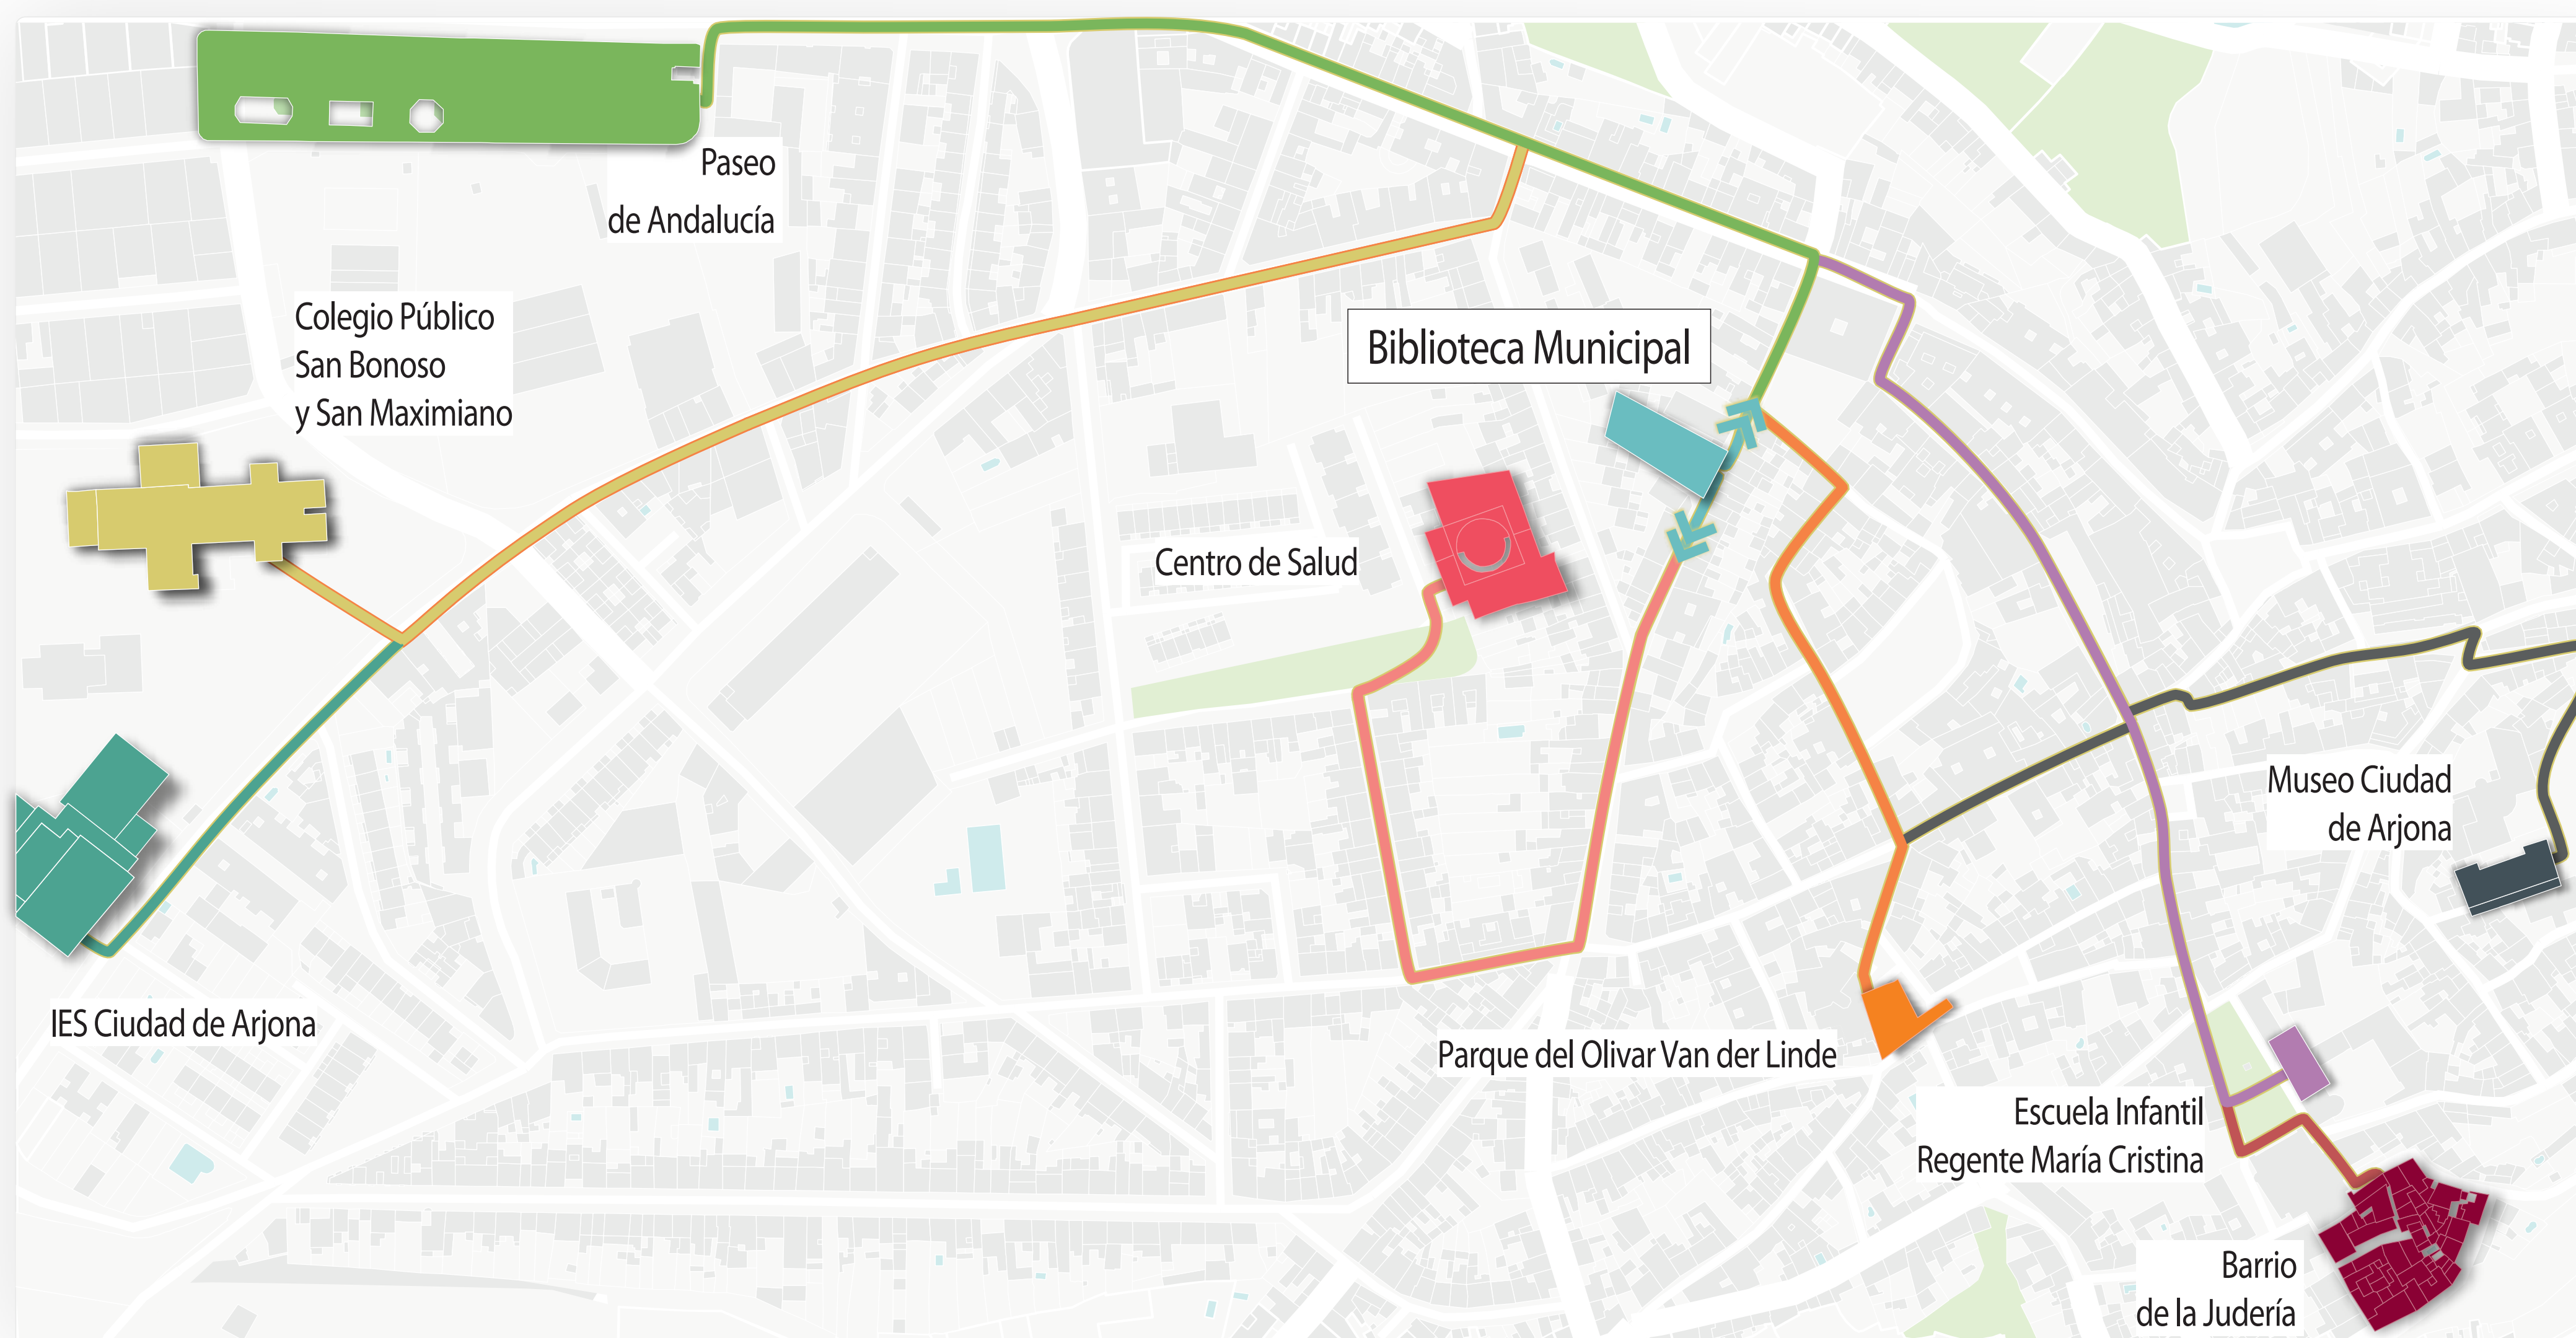 Paseo
de Andalucía
Colegio Público
San Bonoso
y San Maximiano
Biblioteca Municipal
Centro de Salud
Museo Ciudad
de Arjona
IES Ciudad de Arjona
Parque del Olivar Van der Linde
Escuela Infantil
Regente María Cristina
Barrio
de la Judería